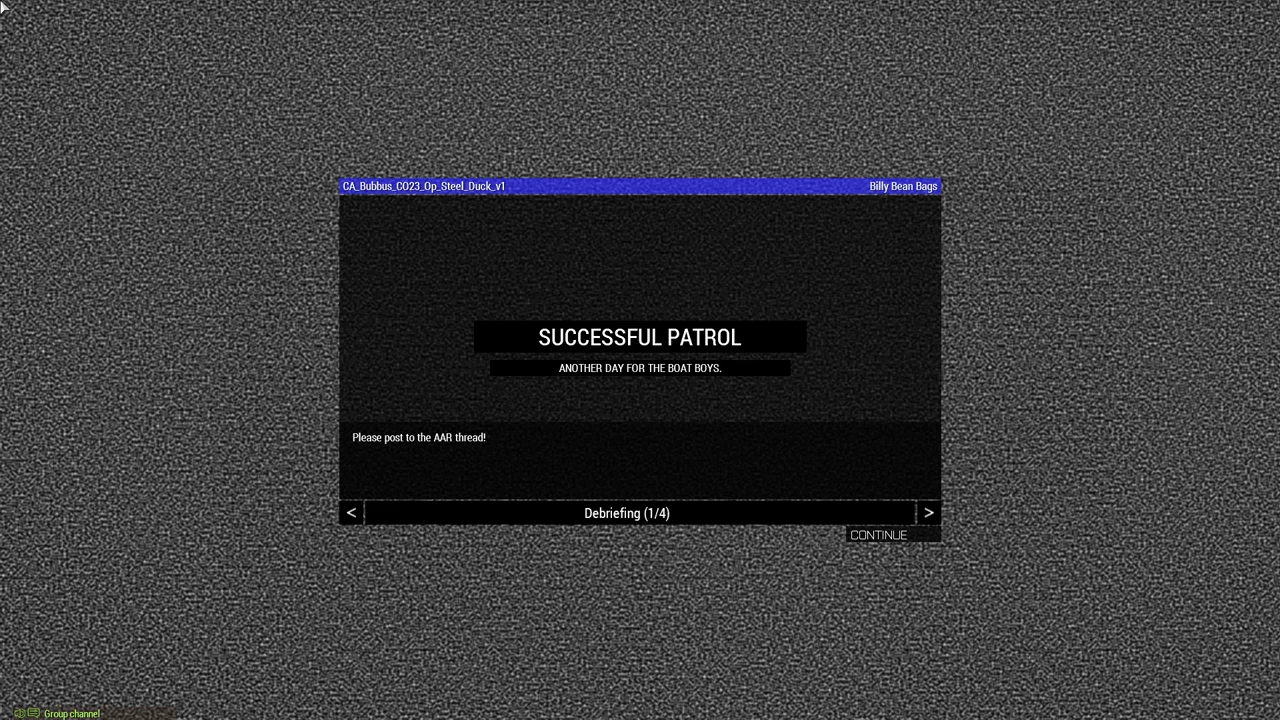 CA_Bubbus_CO23_Op_Steel_Duck_v1 Billy Bean Bags
SUCCESSFUL PATROL
ANOTHER DAY FOR THE BOAT BOYS.
Please post to the AAR thread!
< Debriefing (1/4) >
CONTINUE
Group channel